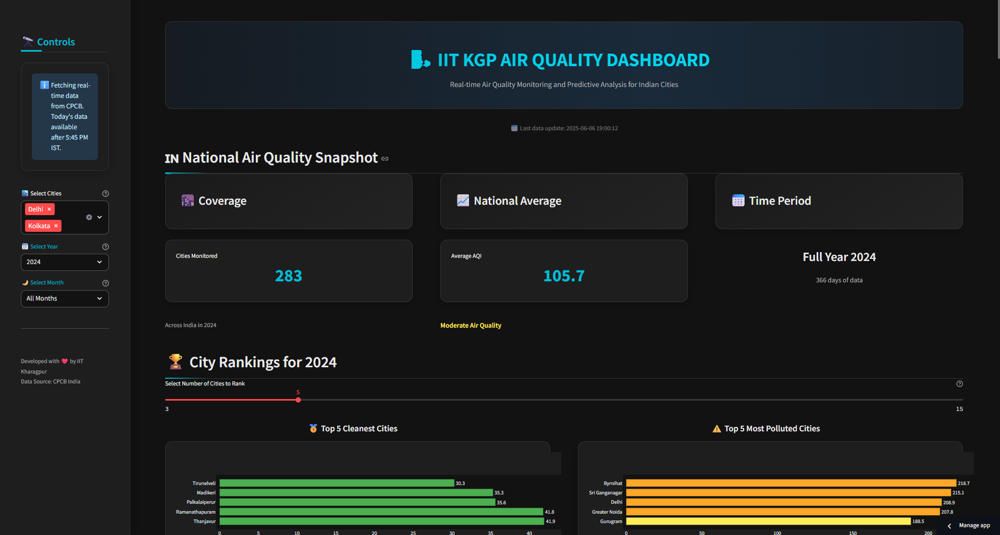 Controls
Fetching real-
time data
from CPCB.
Today's data
available
after 5:45 PM
IST.
Select Cities
Delhi ×
Kolkata ×
Select Year
2024
Select Month
All Months
Developed with ❤ by IIT
Kharagpur
Data Source: CPCB India
IIT KGP AIR QUALITY DASHBOARD
Real-time Air Quality Monitoring and Predictive Analysis for Indian Cities
Last data update: 2025-06-06 19:00:12
IN National Air Quality Snapshot
Coverage
National Average
Time Period
Cities Monitored
283
Average AQI
105.7
Full Year 2024
366 days of data
Across India in 2024
Moderate Air Quality
City Rankings for 2024
Select Number of Cities to Rank
5
3 15
Top 5 Cleanest Cities
Tirunelveli 30.3
Madikeri 35.3
Palkalaiperur 35.6
Ramanathapuram 41.8
Thanjavur 41.9
0 5 10 15 20 25 30 35 40
Top 5 Most Polluted Cities
Byrnihat 218.7
Sri Ganganagar 215.1
Delhi 208.9
Greater Noida 207.8
Gurugram 188.5
0 50 100 150 200
Manage app